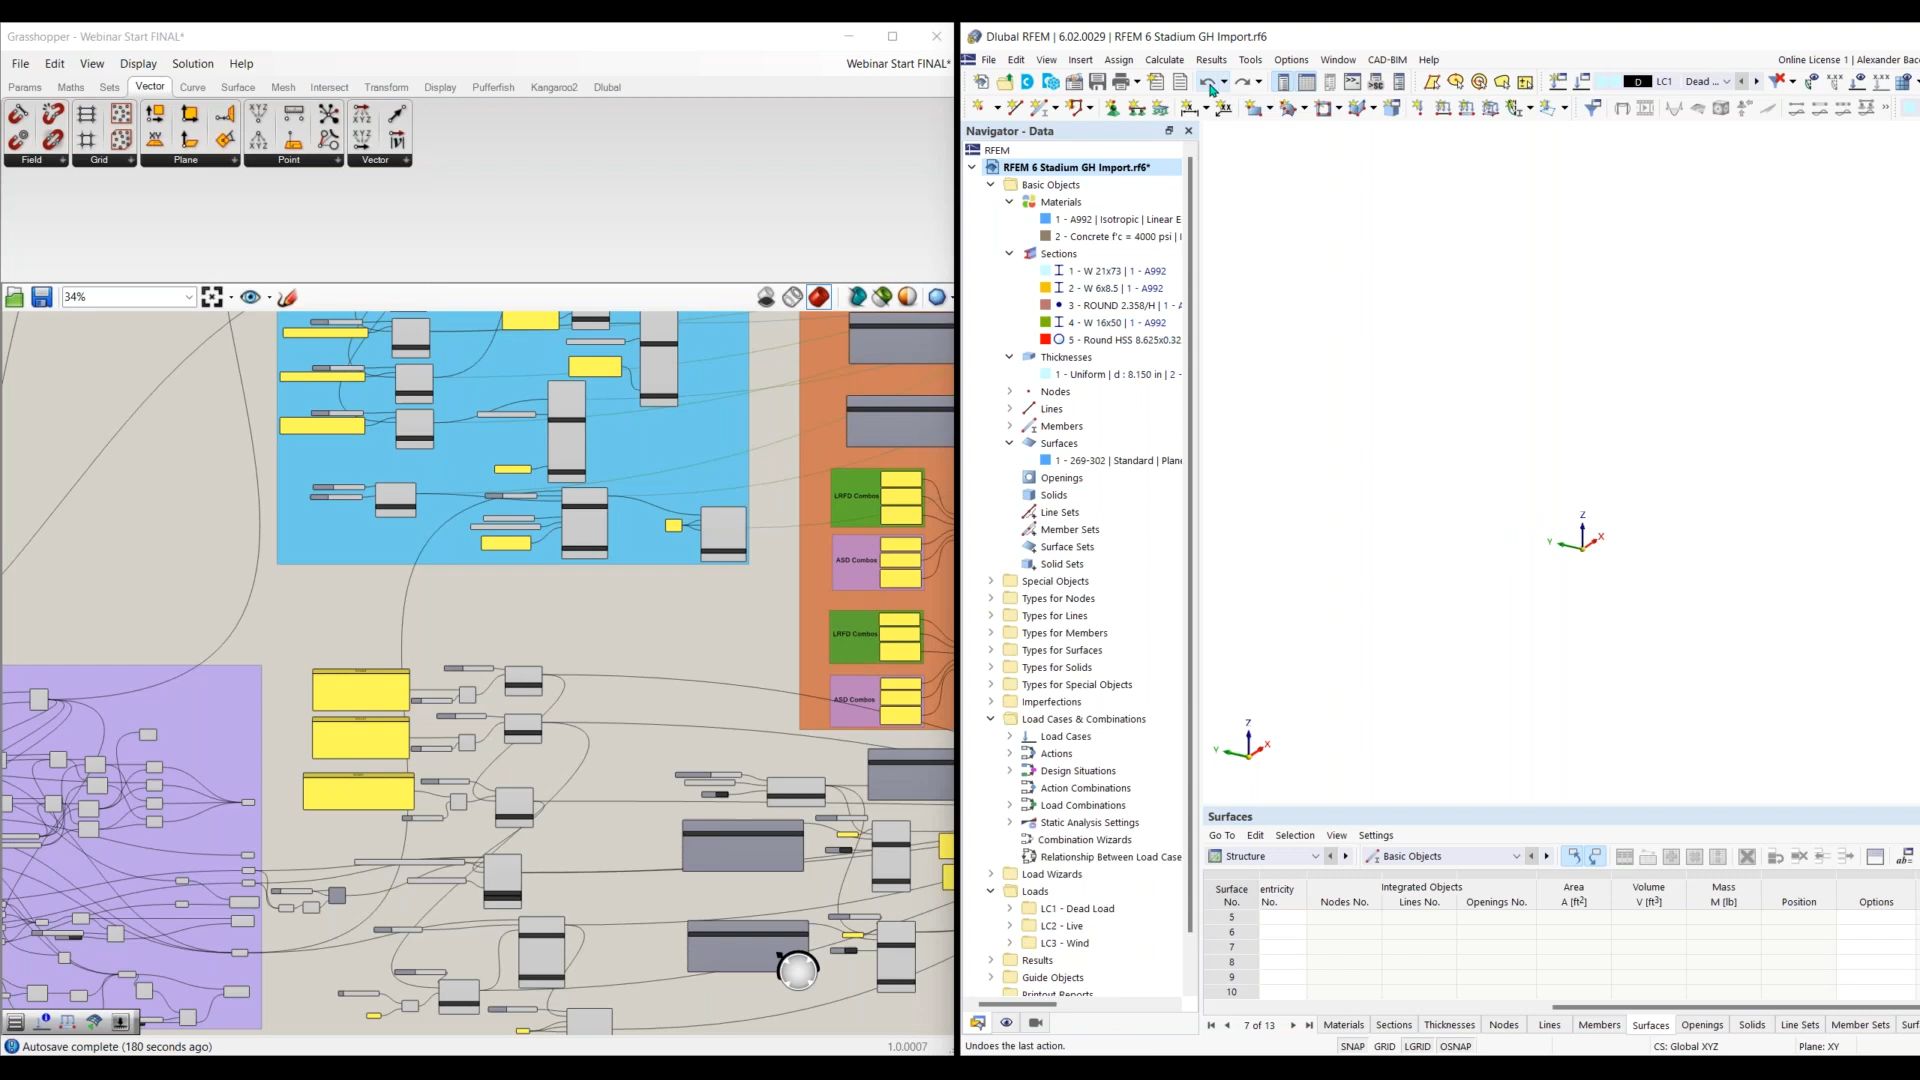 Grasshopper - Webinar Start FINAL*
File Edit View Display Solution Help
Webinar Start FINAL*
Params Maths Sets Vector Curve Surface Mesh Intersect Transform Display Pufferfish Kangaroo2 Dlubal
Field Grid Plane Point Vector
34%
LRFD Combos
ASD Combos
LRFD Combos
ASD Combos
Autosave complete (180 seconds ago)
1.0.0007
Dlubal RFEM | 6.02.0029 | RFEM 6 Stadium GH Import.rf6
File Edit View Insert Assign Calculate Results Tools Options Window CAD-BIM Help
Online License 1 | Alexander Bac
D LC1 Dead ...
Navigator - Data
RFEM
RFEM 6 Stadium GH Import.rf6*
Basic Objects
Materials
1 - A992 | Isotropic | Linear E
2 - Concrete f'c = 4000 psi |
Sections
1 - W 21x73 | 1 - A992
2 - W 6x8.5 | 1 - A992
3 - ROUND 2.358/H | 1 - A
4 - W 16x50 | 1 - A992
5 - Round HSS 8.625x0.32
Thicknesses
1 - Uniform | d : 8.150 in | 2 -
Nodes
Lines
Members
Surfaces
1 - 269-302 | Standard | Plane
Openings
Solids
Line Sets
Member Sets
Surface Sets
Solid Sets
Special Objects
Types for Nodes
Types for Lines
Types for Members
Types for Surfaces
Types for Solids
Types for Special Objects
Imperfections
Load Cases & Combinations
Load Cases
Actions
Design Situations
Action Combinations
Load Combinations
Static Analysis Settings
Combination Wizards
Relationship Between Load Case
Load Wizards
Loads
LC1 - Dead Load
LC2 - Live
LC3 - Wind
Results
Guide Objects
Printout Reports
Z
Y
X
Z
Y
X
Surfaces
Go To Edit Selection View Settings
Structure
Basic Objects
Surface No.
entricity No.
Integrated Objects
Nodes No. Lines No. Openings No.
Area A [ft²]
Volume V [ft³]
Mass M [lb]
Position
Options
5
6
7
8
9
10
7 of 13
Materials Sections Thicknesses Nodes Lines Members Surfaces Openings Solids Line Sets Member Sets Surf
Undoes the last action.
SNAP GRID LGRID OSNAP
CS: Global XYZ
Plane: XY